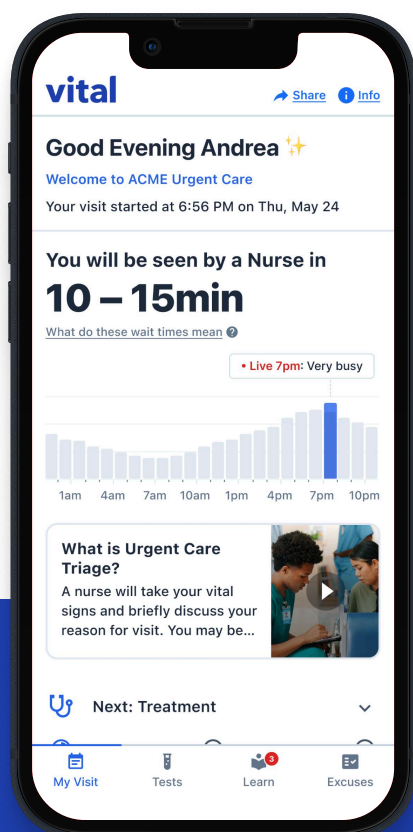 vital
Share
Info
Good Evening Andrea ✨
Welcome to ACME Urgent Care
Your visit started at 6:56 PM on Thu, May 24
You will be seen by a Nurse in
10 – 15min
What do these wait times mean ?
• Live 7pm: Very busy
1am 4am 7am 10am 1pm 4pm 7pm 10pm
What is Urgent Care
Triage?
A nurse will take your vital
signs and briefly discuss your
reason for visit. You may be...
Next: Treatment
3
My Visit Tests Learn Excuses